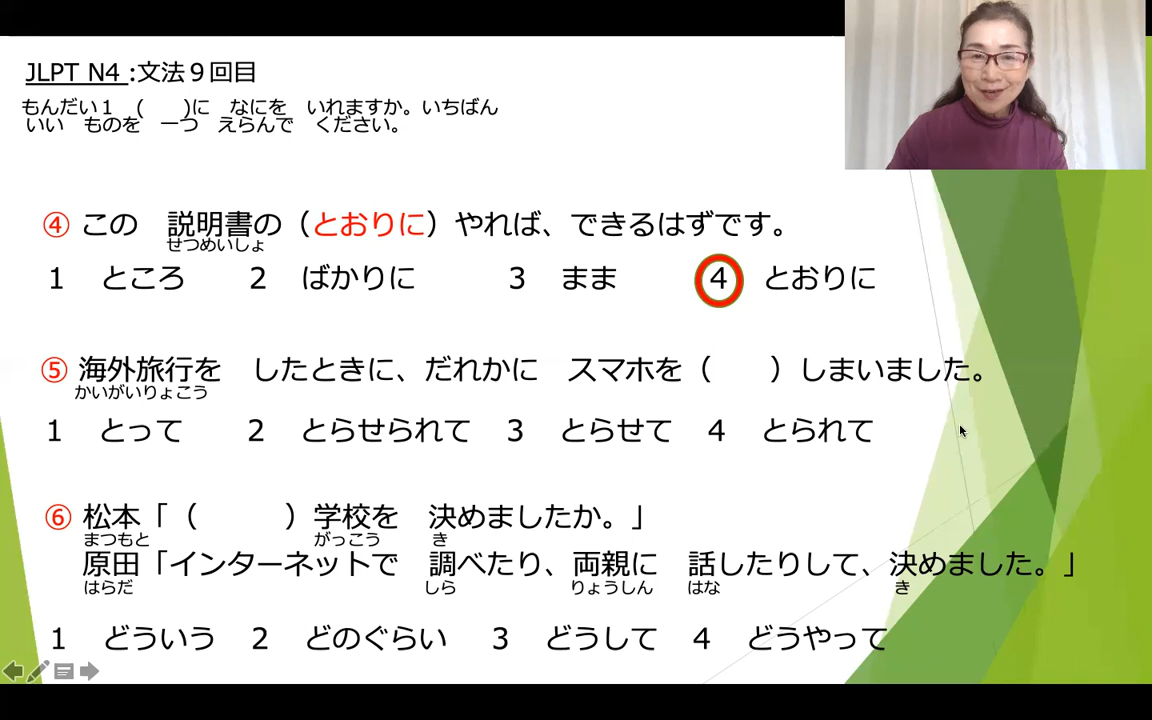 JLPT N4 :文法９回目
もんだい１　(　　)に　なにを　いれますか。いちばん
いい　ものを　一つ　えらんで　ください。
④ この　説明書の（とおりに）やれば、できるはずです。
せつめいしょ
1　ところ　2　ばかりに　3　まま　4　とおりに
⑤ 海外旅行を　したときに、だれかに　スマホを（　　）しまいました。
かいがいりょこう
1　とって　2　とらせられて　3　とらせて　4　とられて
⑥ 松本「（　　　）学校を　決めましたか。」
まつもと　がっこう　き
原田「インターネットで　調べたり、両親に　話したりして、決めました。」
はらだ　しら　りょうしん　はな　き
1　どういう　2　どのぐらい　3　どうして　4　どうやって